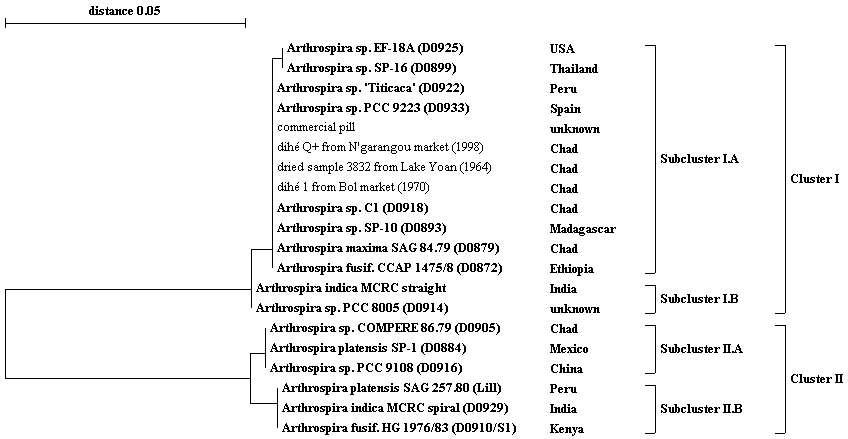 distance 0.05
Arthrospira sp. EF-18A (D0925) USA
Arthrospira sp. SP-16 (D0899) Thailand
Arthrospira sp. 'Titicaca' (D0922) Peru
Arthrospira sp. PCC 9223 (D0933) Spain
commercial pill unknown
dihé Q+ from N'garangou market (1998) Chad
dried sample 3832 from Lake Yoan (1964) Chad
dihé 1 from Bol market (1970) Chad
Arthrospira sp. C1 (D0918) Chad
Arthrospira sp. SP-10 (D0893) Madagascar
Arthrospira maxima SAG 84.79 (D0879) Chad
Arthrospira fusif. CCAP 1475/8 (D0872) Ethiopia
Subcluster I.A
Arthrospira indica MCRC straight India
Arthrospira sp. PCC 8005 (D0914) unknown
Subcluster I.B
Cluster I
Arthrospira sp. COMPERE 86.79 (D0905) Chad
Arthrospira platensis SP-1 (D0884) Mexico
Arthrospira sp. PCC 9108 (D0916) China
Subcluster II.A
Arthrospira platensis SAG 257.80 (Lill) Peru
Arthrospira indica MCRC spiral (D0929) India
Arthrospira fusif. HG 1976/83 (D0910/S1) Kenya
Subcluster II.B
Cluster II